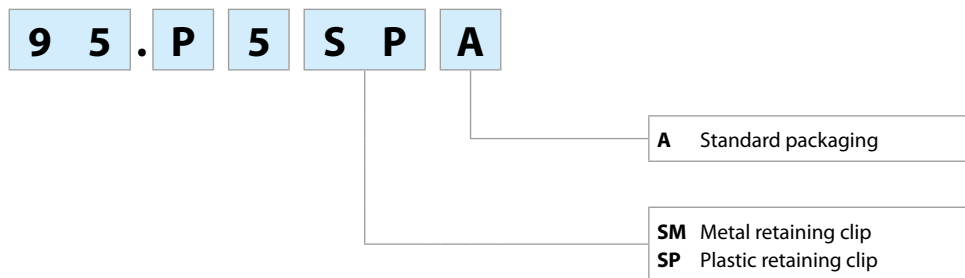 9 5 . P 5 S P A
A Standard packaging
SM Metal retaining clip
SP Plastic retaining clip